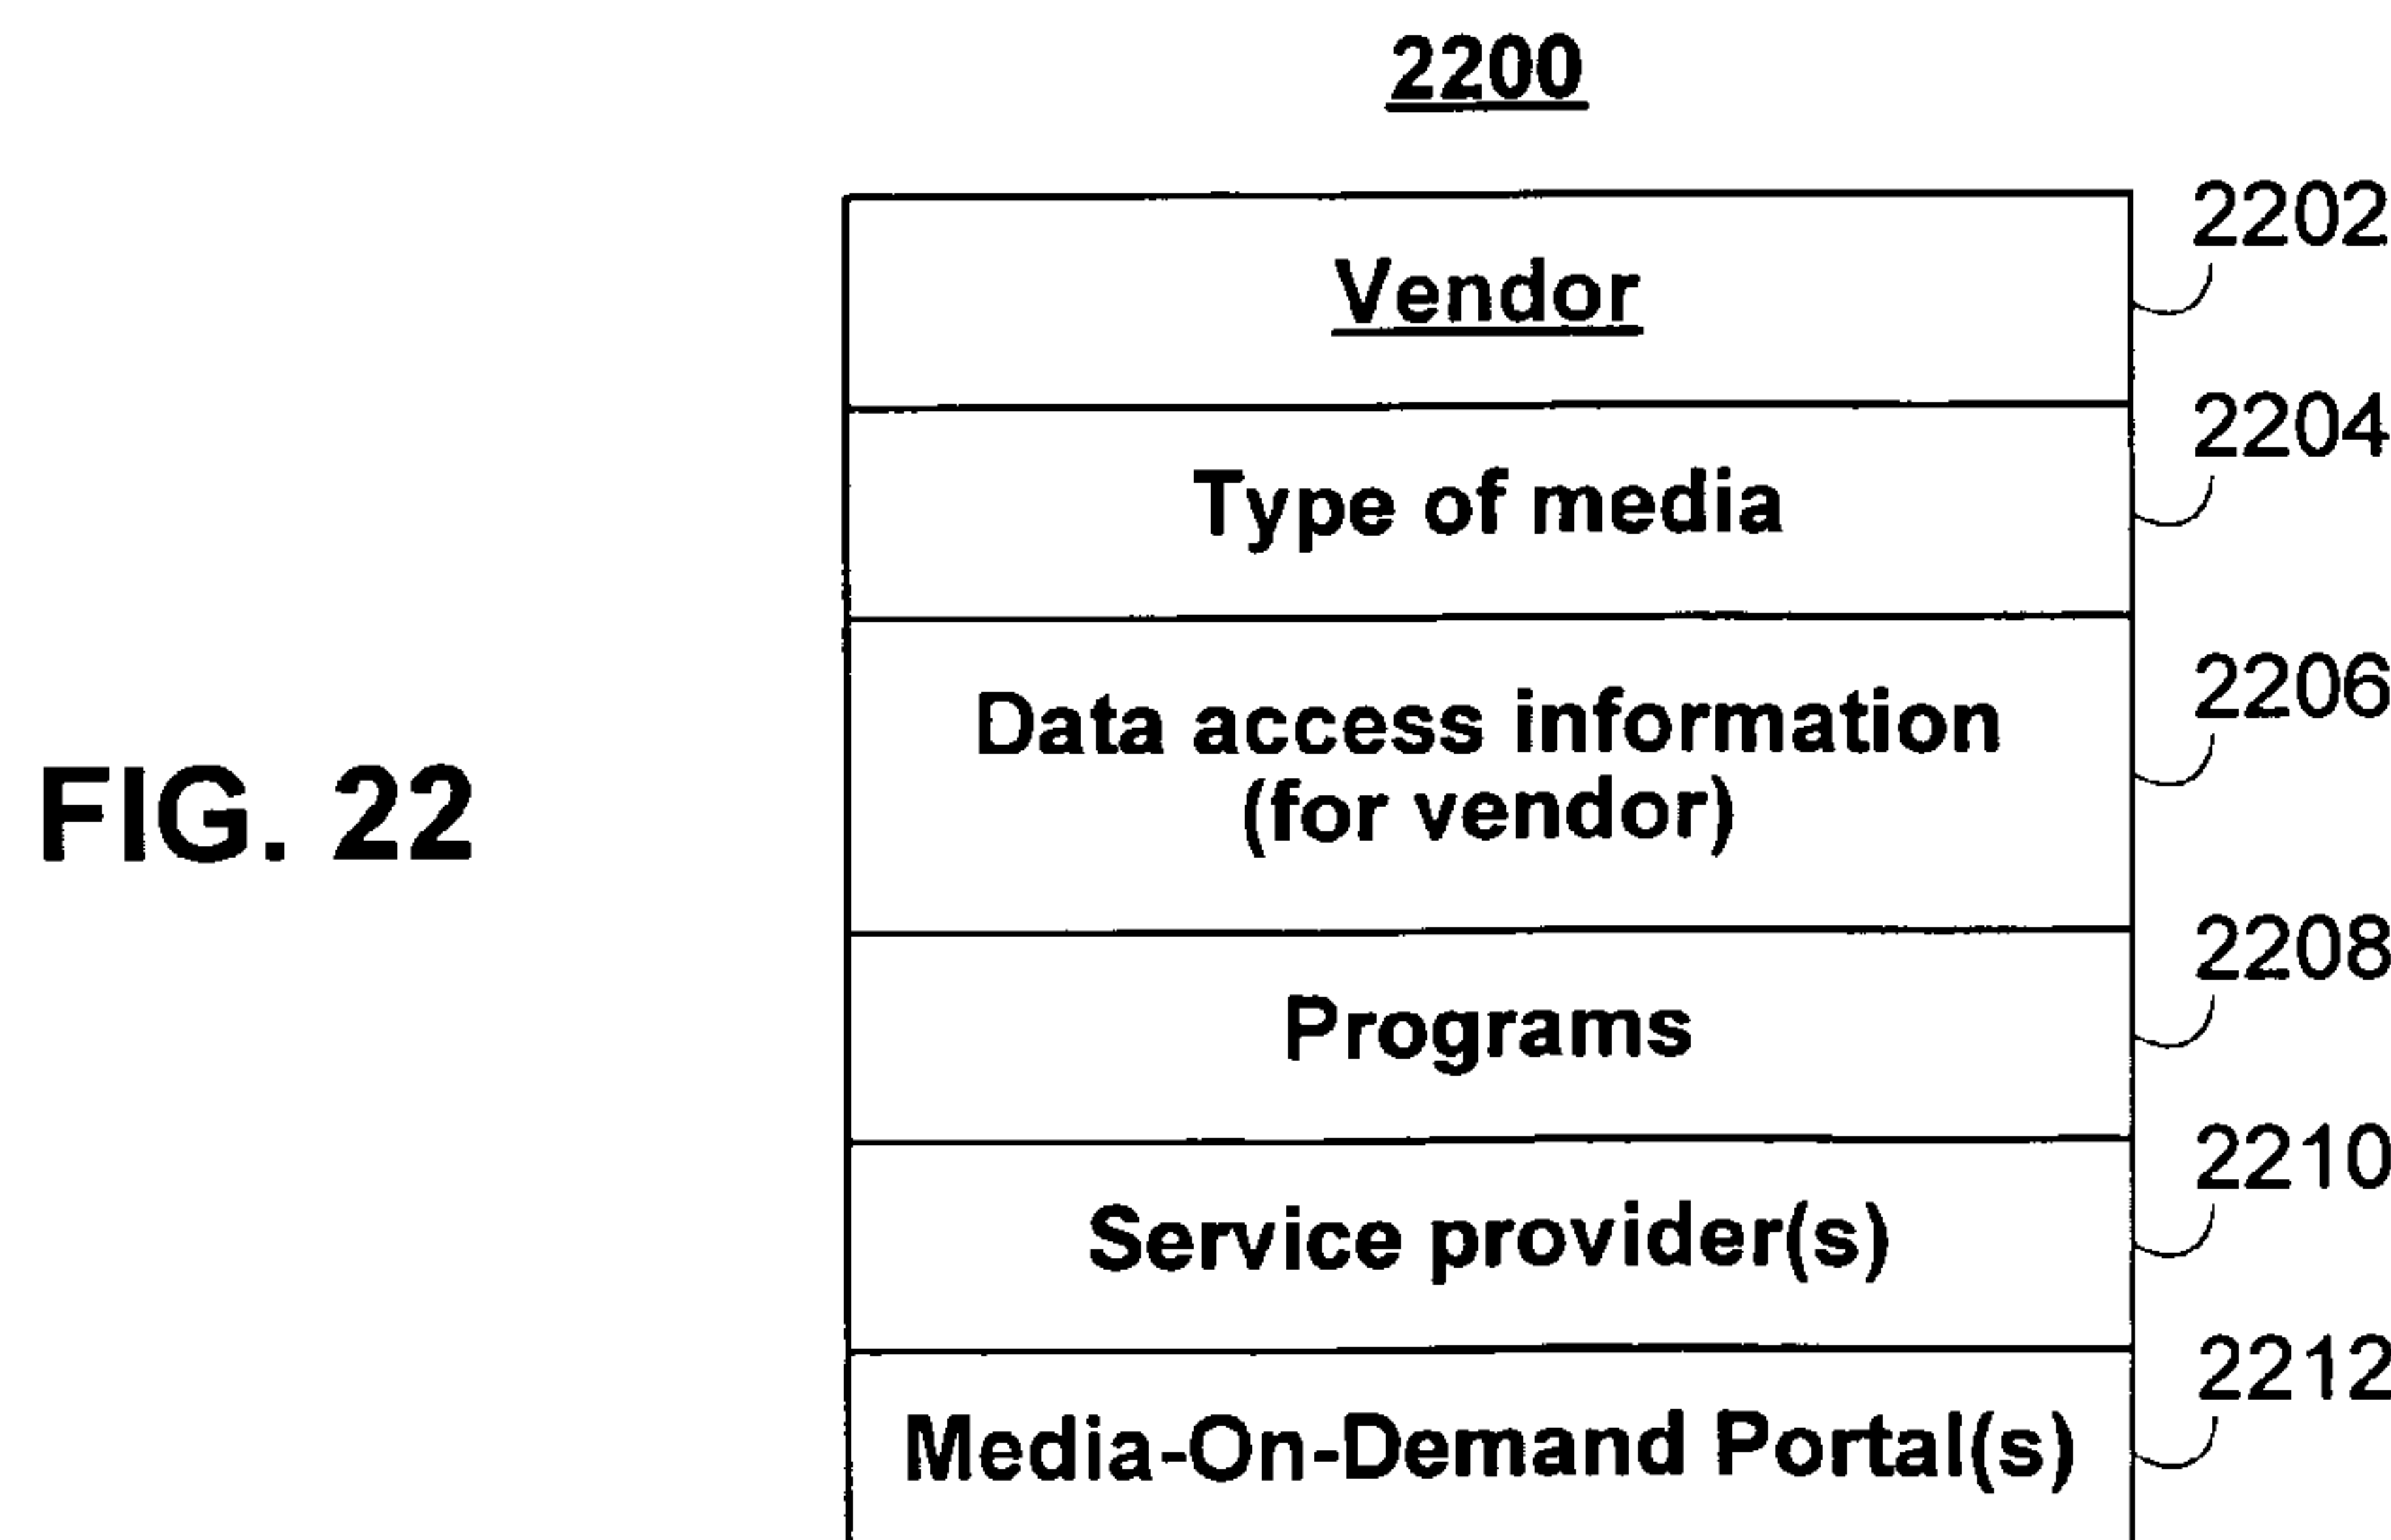 2200
Vendor
2202
Type of media
2204
Data access information
(for vendor)
2206
FIG. 22
Programs
2208
Service provider(s)
2210
Media-On-Demand Portal(s)
2212